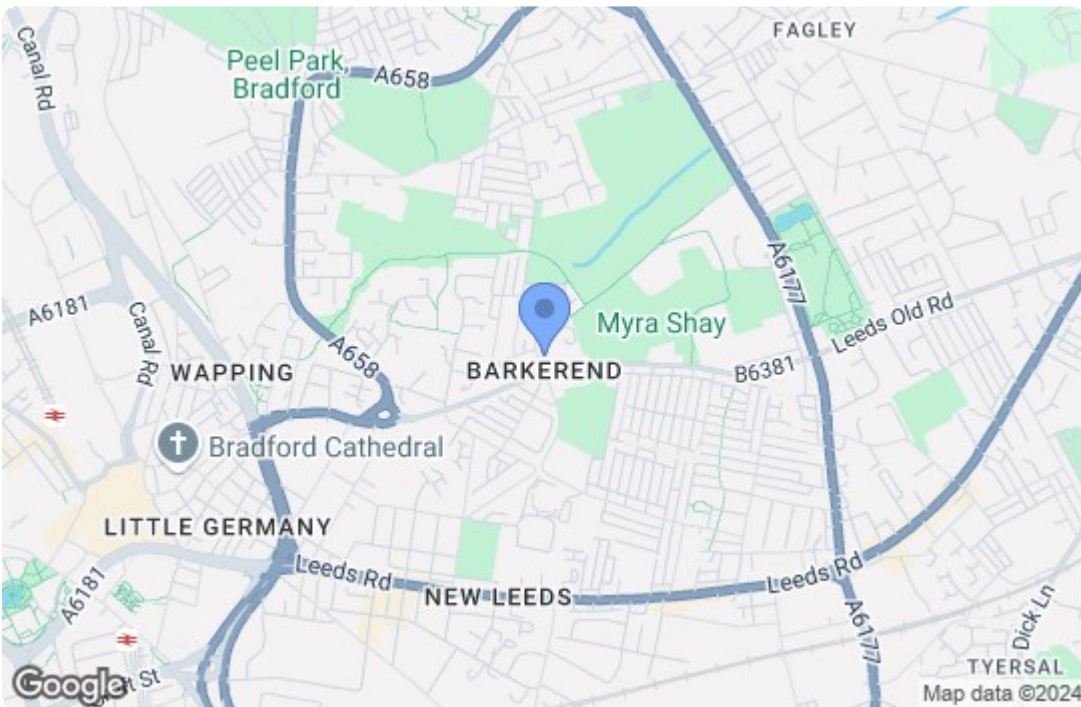 FAGLEY
Canal Rd
Peel Park,
Bradford
A658
A6177
Leeds Old Rd
A6181
Canal Rd
Myra Shay
A658
WAPPING
BARKEREND
B6381
Bradford Cathedral
LITTLE GERMANY
Leeds Rd
Leeds Rd
NEW LEEDS
A6181
A6177
Dick Ln
TYERSAL
Google
St
Map data ©2024